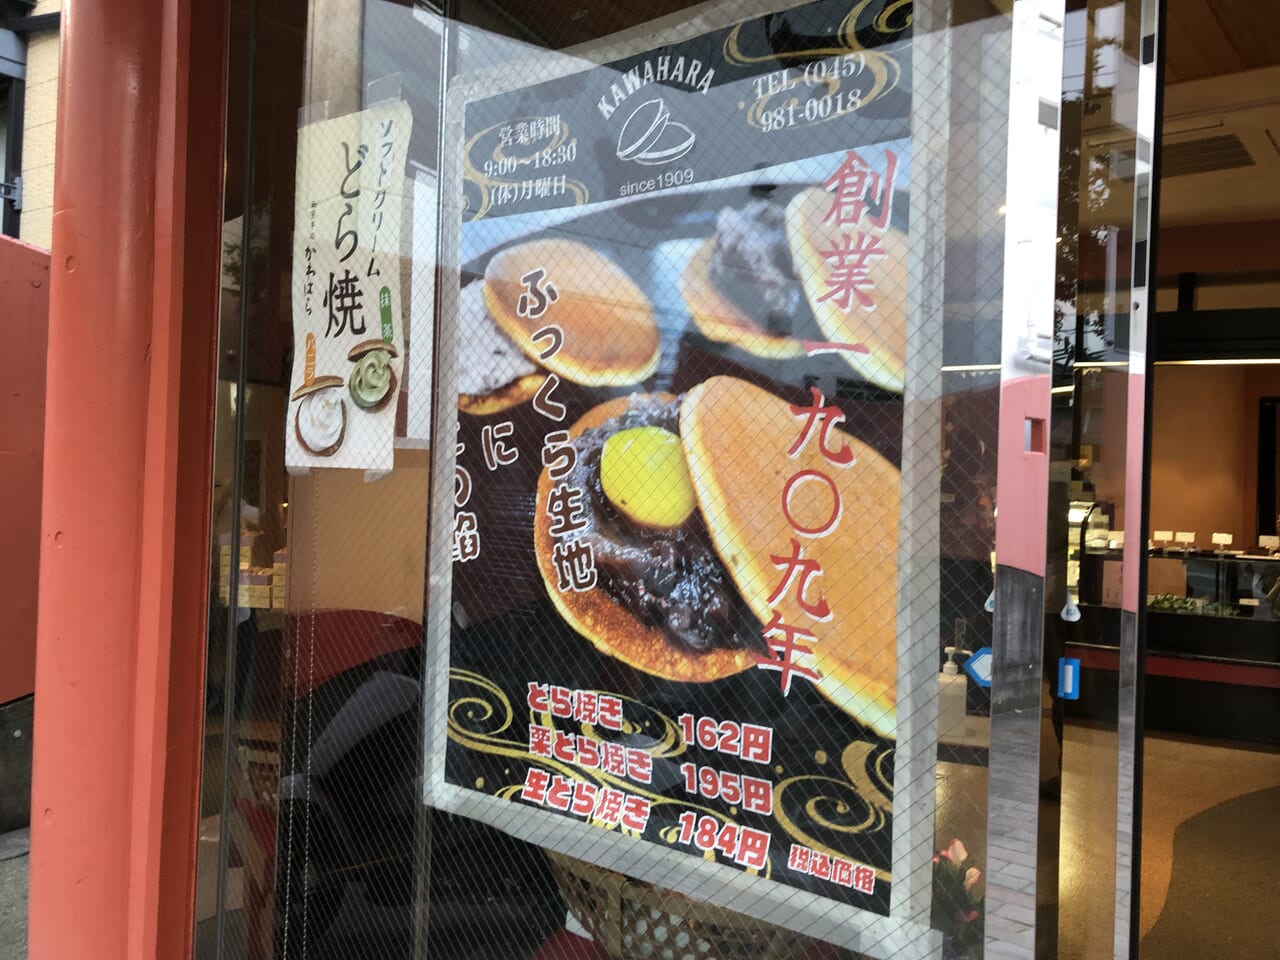 ソフトクリーム
どら焼
かわはら
抹茶
バニラ
KAWAHARA
since1909
営業時間
9:00〜18:30
(休)月曜日
TEL (045)
981-0018
創業一九〇九年
ふっくら生地
に
餡
どら焼き 162円
栗どら焼き 195円
生どら焼き 184円
税込価格